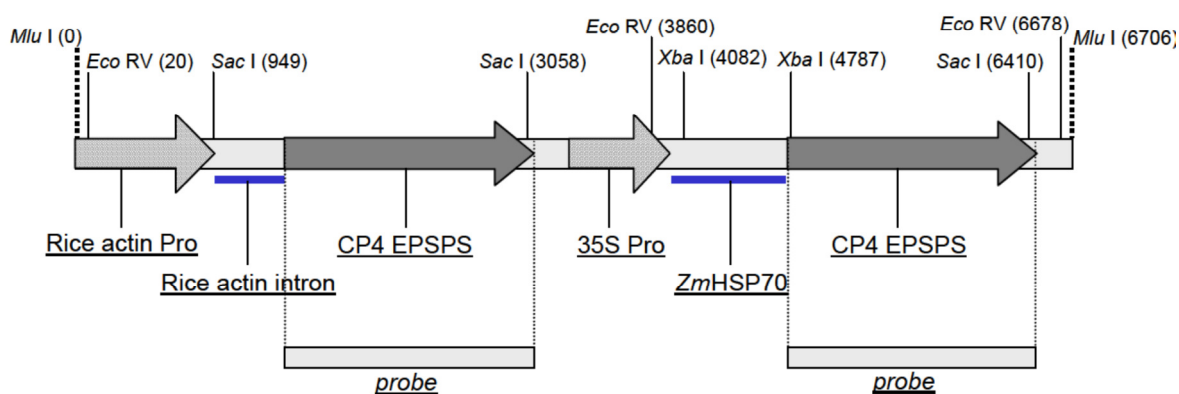 Eco RV (3860)
Eco RV (6678)
Mlu I (0)
Mlu I (6706)
Eco RV (20)
Sac I (949)
Sac I (3058)
Xba I (4082)
Xba I (4787)
Sac I (6410)
Rice actin Pro
CP4 EPSPS
35S Pro
CP4 EPSPS
Rice actin intron
ZmHSP70
probe
probe